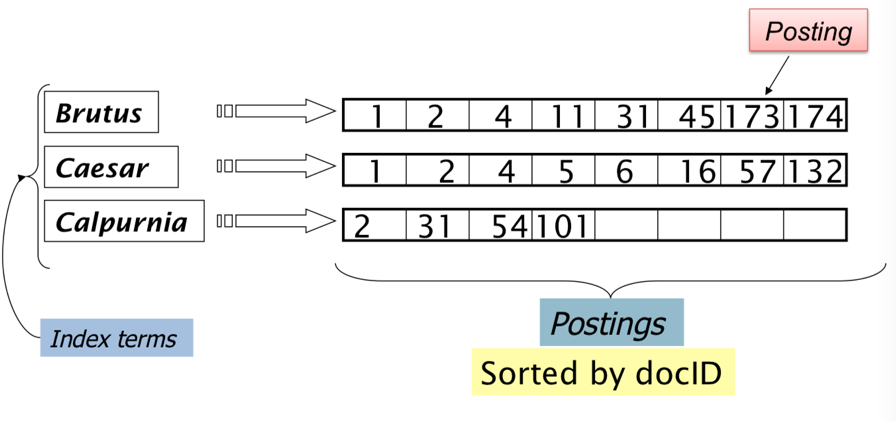 Posting
Brutus 1 2 4 11 31 45 173 174
Caesar 1 2 4 5 6 16 57 132
Calpurnia 2 31 54 101
Postings
Index terms
Sorted by docID